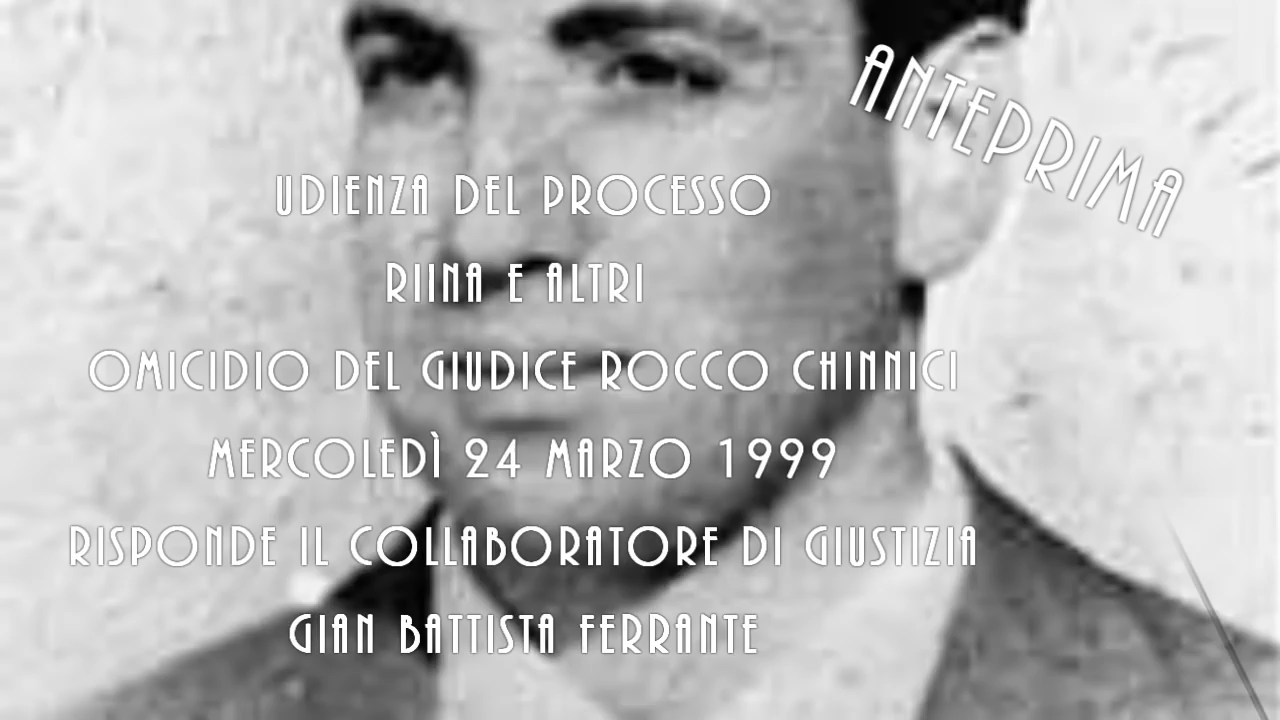 ANTEPRIMA
UDIENZA DEL PROCESSO
RIINA E ALTRI
OMICIDIO DEL GIUDICE ROCCO CHINNICI
MERCOLEDÌ 24 MARZO 1999
RISPONDE IL COLLABORATORE DI GIUSTIZIA
GIAN BATTISTA FERRANTE